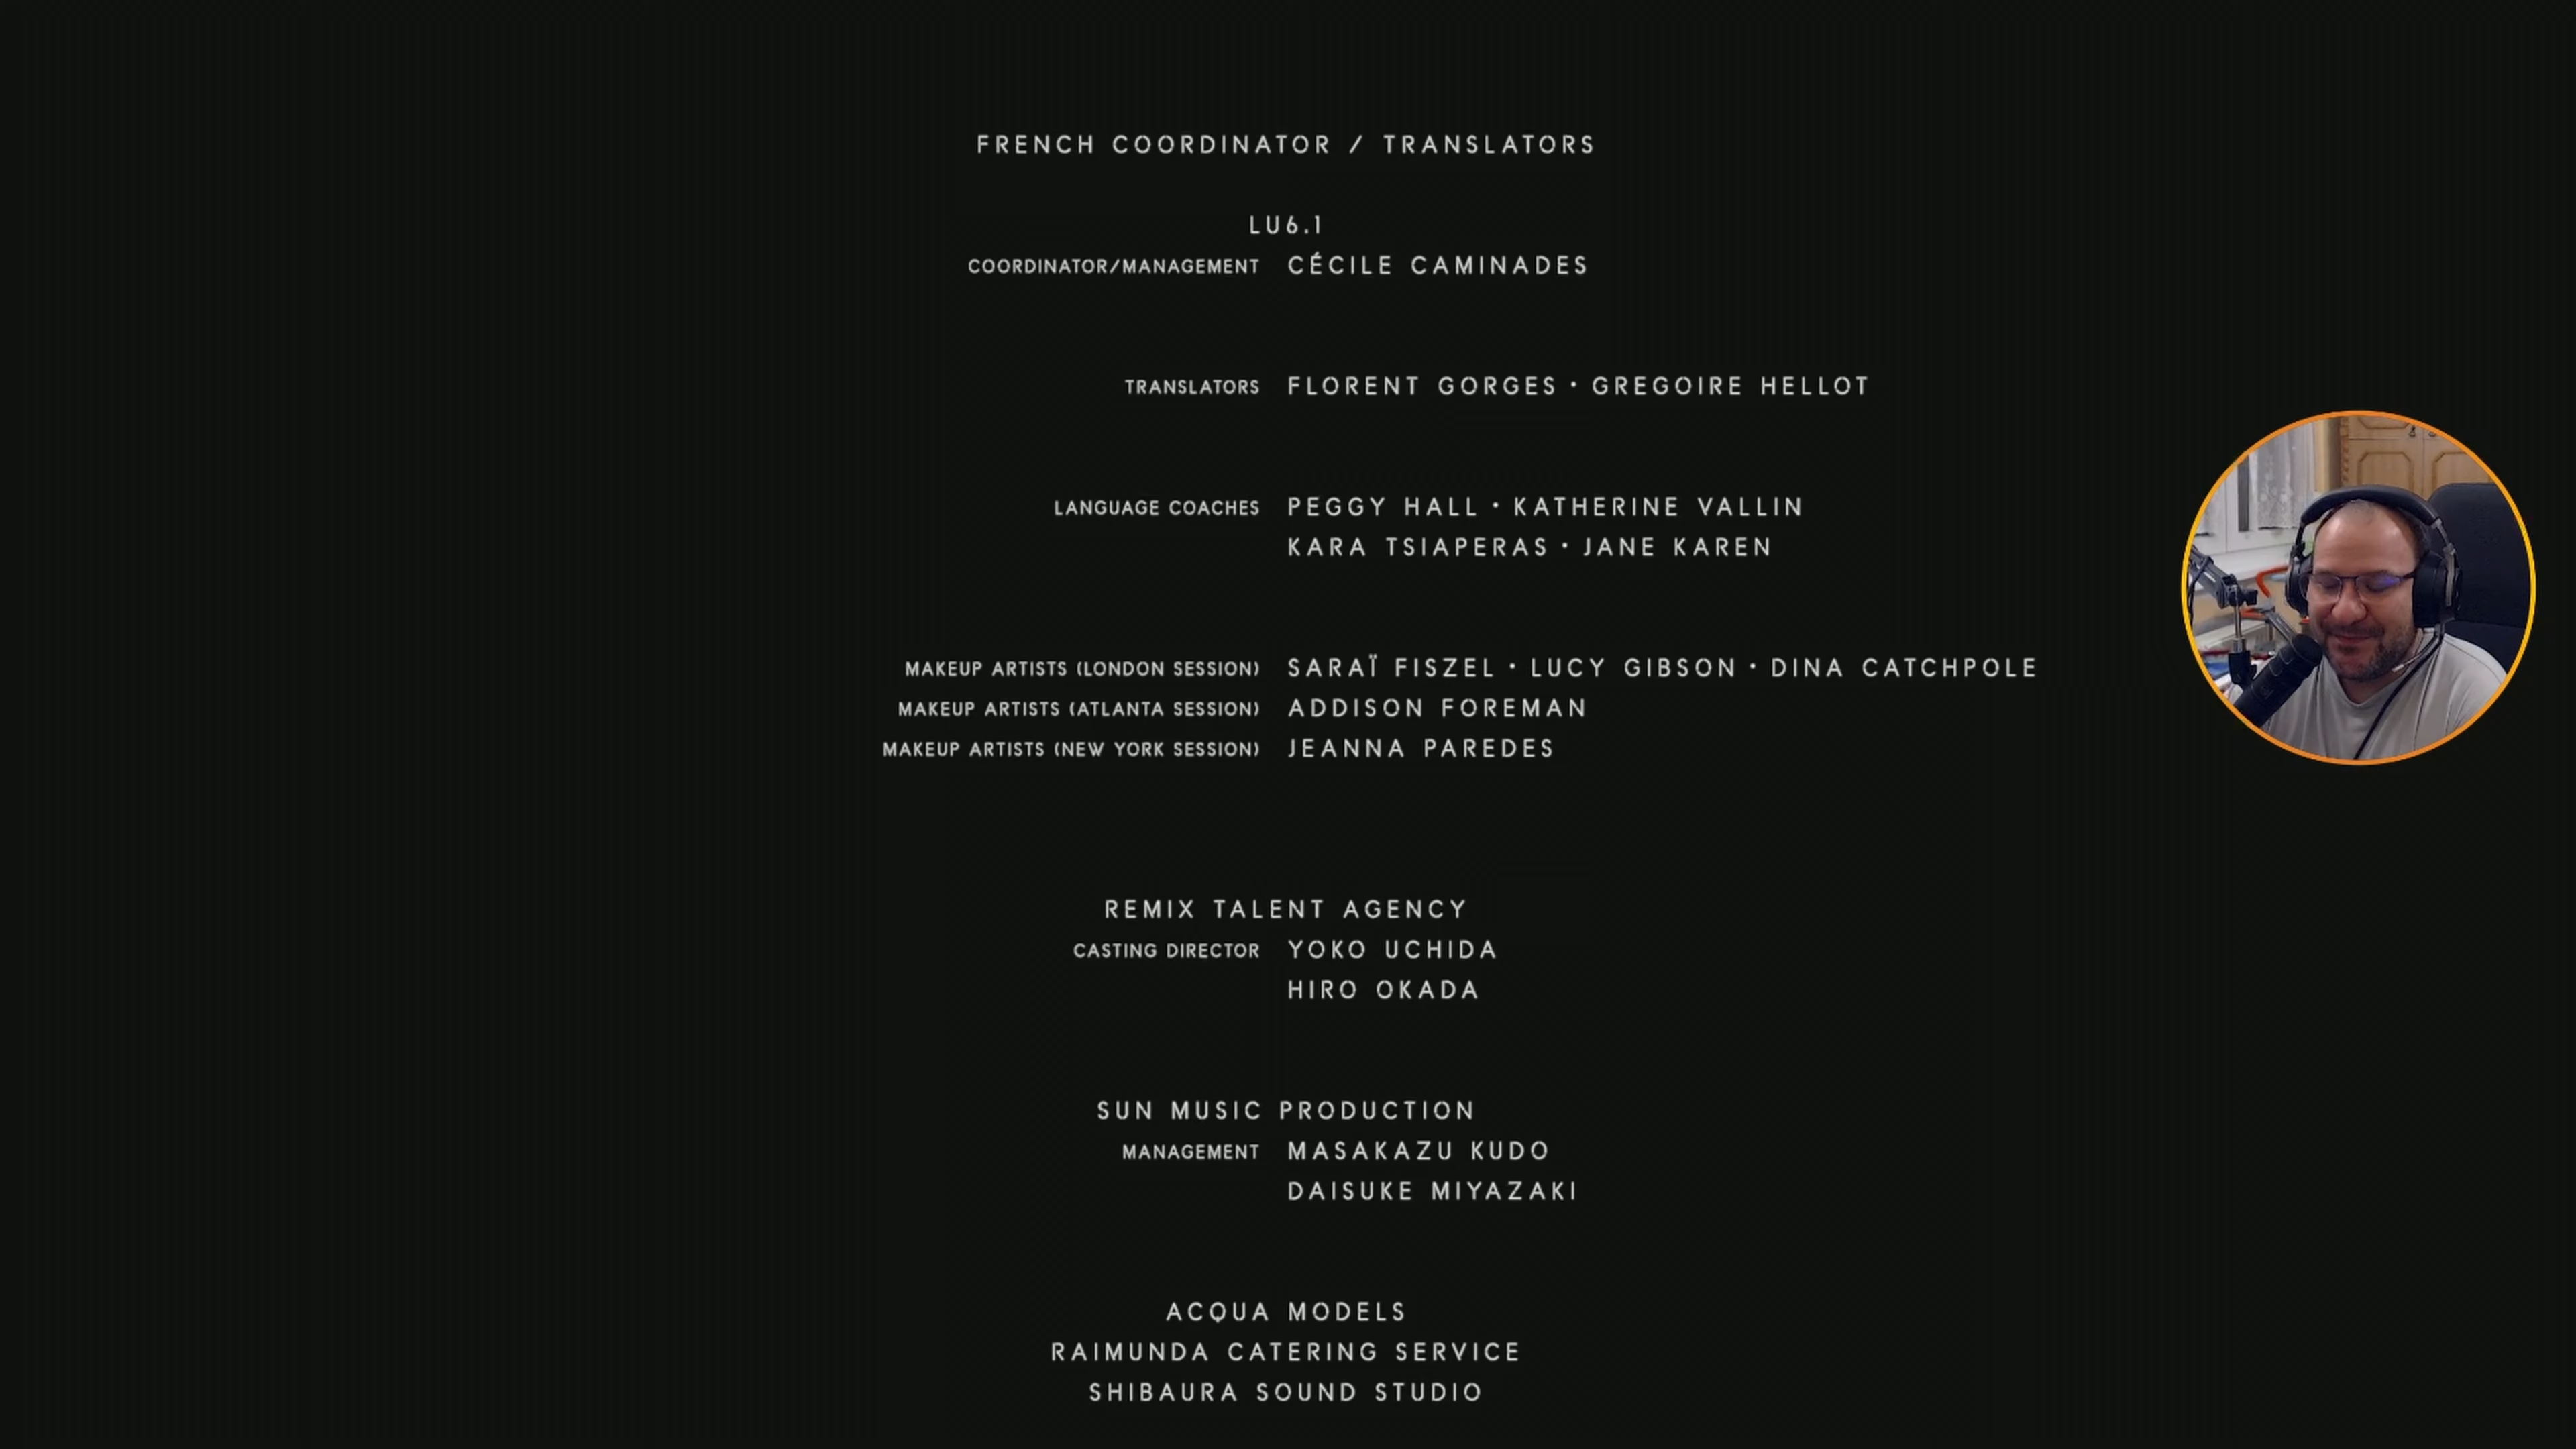 FRENCH COORDINATOR / TRANSLATORS
LU6.1
COORDINATOR/MANAGEMENT CÉCILE CAMINADES
TRANSLATORS FLORENT GORGES • GREGOIRE HELLOT
LANGUAGE COACHES PEGGY HALL • KATHERINE VALLIN
KARA TSIAPERAS • JANE KAREN
MAKEUP ARTISTS (LONDON SESSION) SARAÏ FISZEL • LUCY GIBSON • DINA CATCHPOLE
MAKEUP ARTISTS (ATLANTA SESSION) ADDISON FOREMAN
MAKEUP ARTISTS (NEW YORK SESSION) JEANNA PAREDES
REMIX TALENT AGENCY
CASTING DIRECTOR YOKO UCHIDA
HIRO OKADA
SUN MUSIC PRODUCTION
MANAGEMENT MASAKAZU KUDO
DAISUKE MIYAZAKI
ACQUA MODELS
RAIMUNDA CATERING SERVICE
SHIBAURA SOUND STUDIO